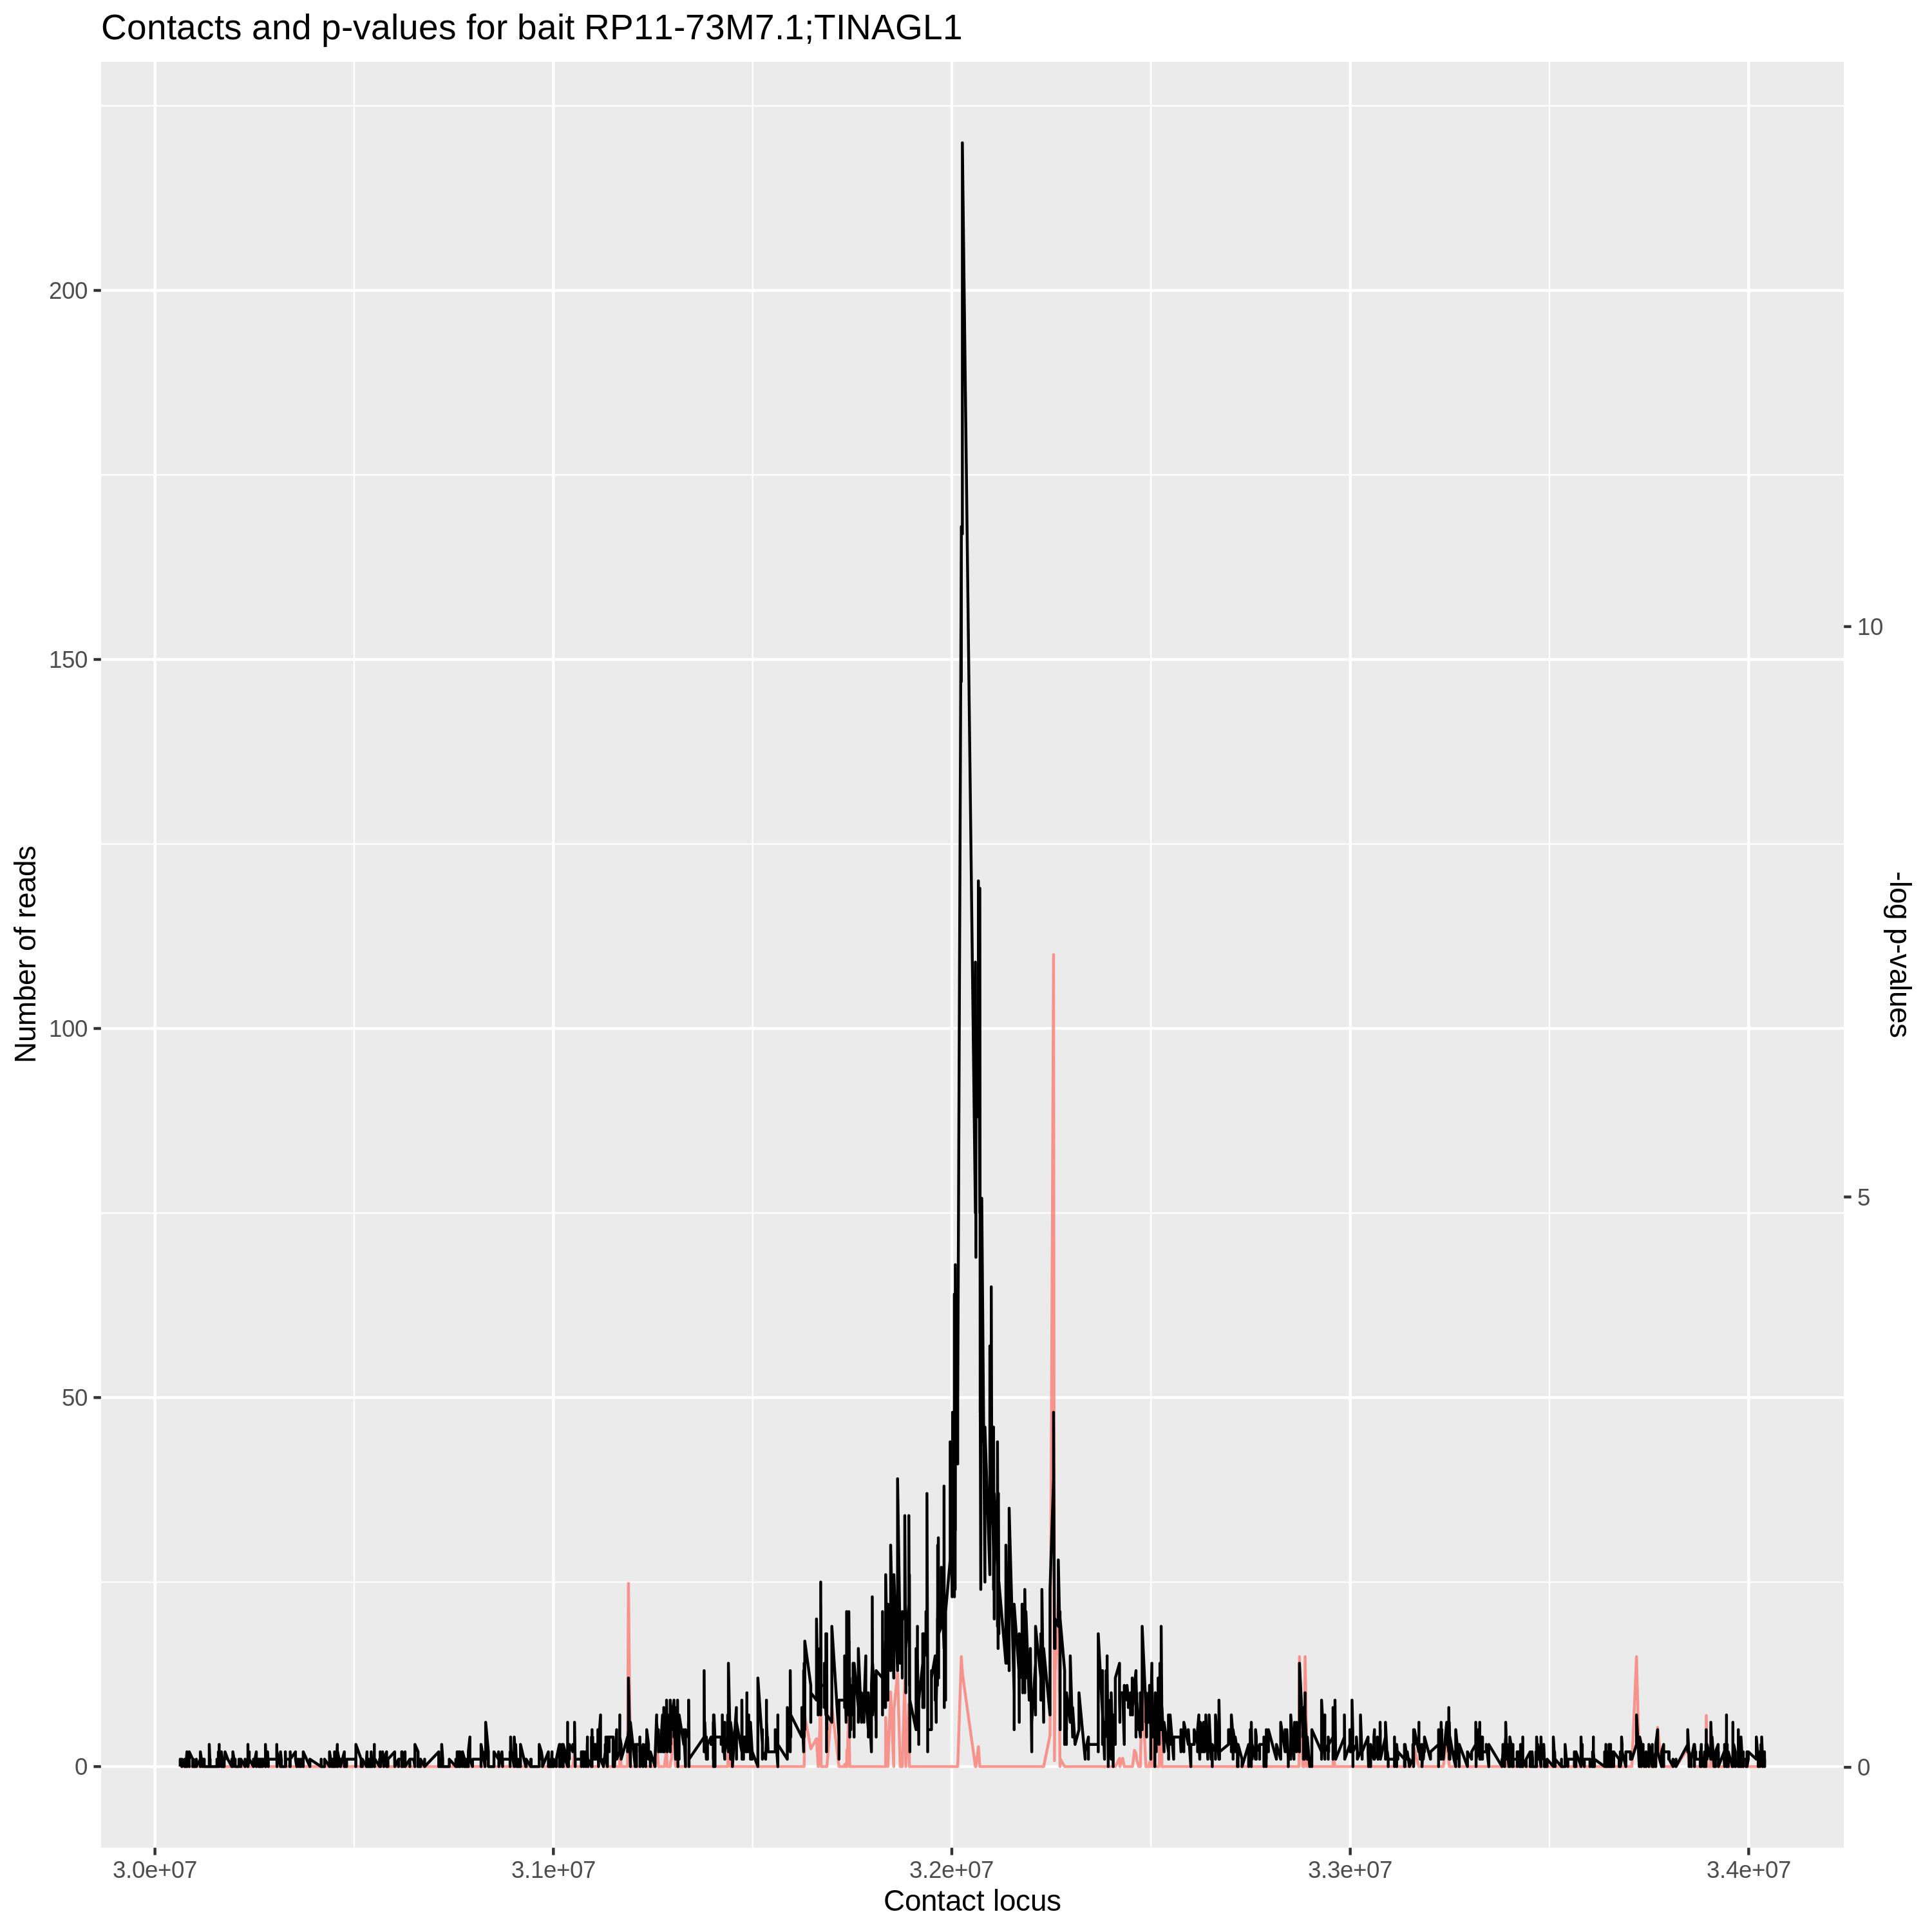 Contacts and p-values for bait RP11-73M7.1;TINAGL1
Number of reads
200
150
100
50
0
10
5
0
-log p-values
3.0e+07
3.1e+07
3.2e+07
3.3e+07
3.4e+07
Contact locus